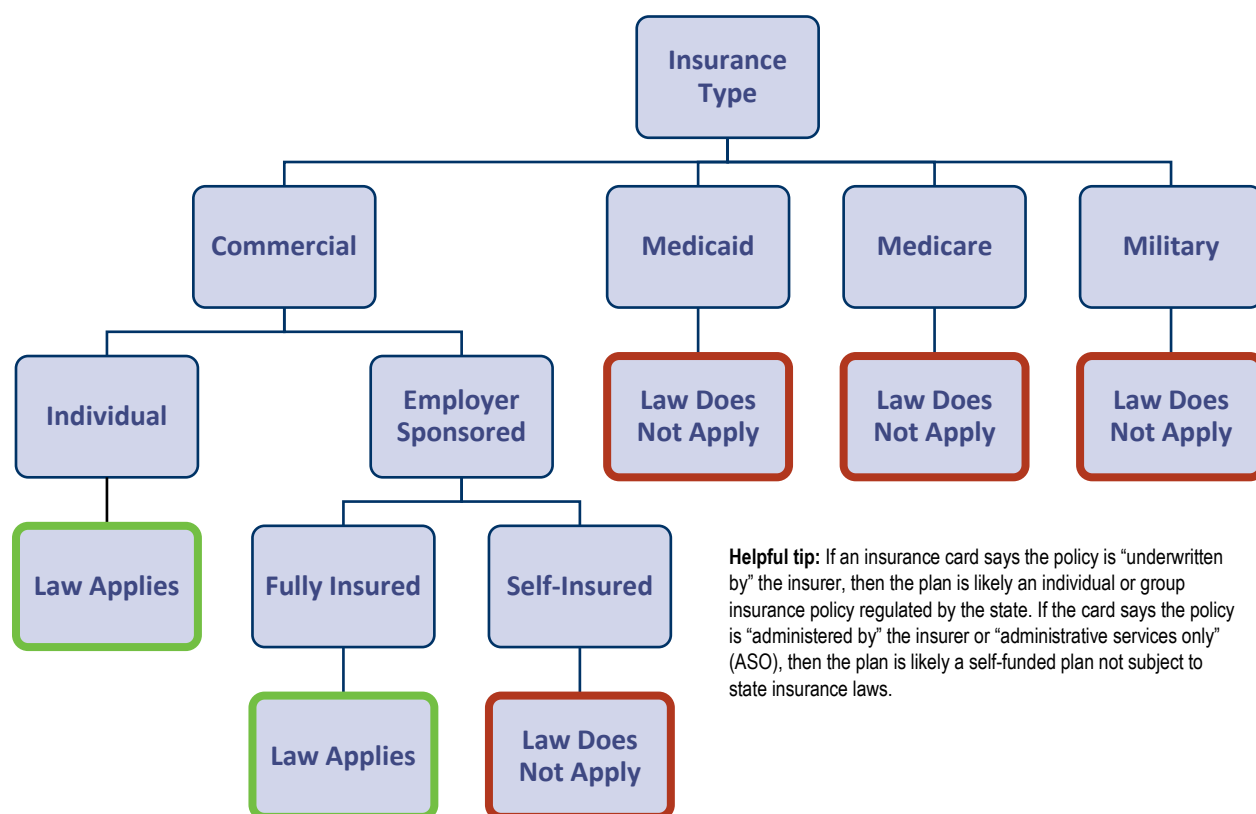 Insurance
Type
Commercial
Medicaid
Medicare
Military
Individual
Employer
Sponsored
Law Does
Not Apply
Law Does
Not Apply
Law Does
Not Apply
Law Applies
Fully Insured
Self-Insured
Law Applies
Law Does
Not Apply
Helpful tip: If an insurance card says the policy is “underwritten
by” the insurer, then the plan is likely an individual or group
insurance policy regulated by the state. If the card says the policy
is “administered by” the insurer or “administrative services only”
(ASO), then the plan is likely a self-funded plan not subject to
state insurance laws.